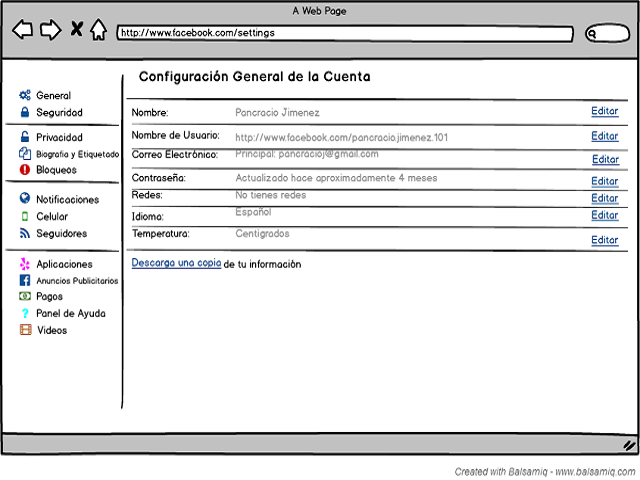 A Web Page
http://www.facebook.com/settings
Configuración General de la Cuenta
General
Seguridad
Privacidad
Biografia y Etiquetado
Bloqueos
Notificaciones
Celular
Seguidores
Aplicaciones
Anuncios Publicitarios
Pagos
Panel de Ayuda
Videos
Nombre: Pancracio Jimenez Editar
Nombre de Usuario: http://www.facebook.com/pancracio.jimenez.101 Editar
Correo Electrónico: Principal: pancracioj@gmail.com Editar
Contraseña: Actualizado hace aproximadamente 4 meses Editar
Redes: No tienes redes Editar
Idioma: Español Editar
Temperatura: Centigrados Editar
Descarga una copia de tu información
Created with Balsamiq - www.balsamiq.com